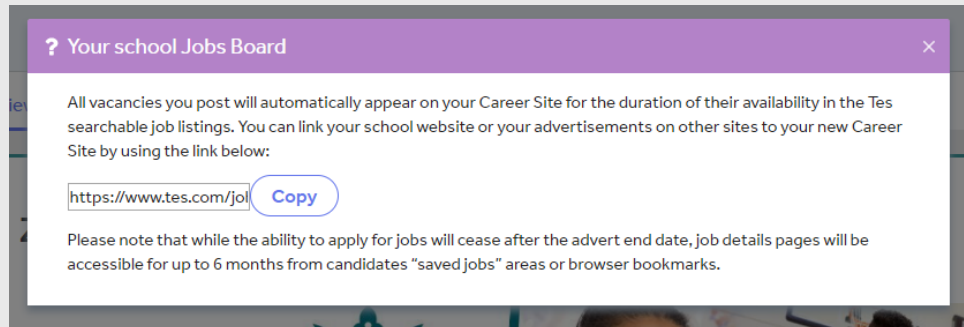 ? Your school Jobs Board ×
All vacancies you post will automatically appear on your Career Site for the duration of their availability in the Tes
searchable job listings. You can link your school website or your advertisements on other sites to your new Career
Site by using the link below:
https://www.tes.com/jol Copy
Please note that while the ability to apply for jobs will cease after the advert end date, job details pages will be
accessible for up to 6 months from candidates “saved jobs” areas or browser bookmarks.